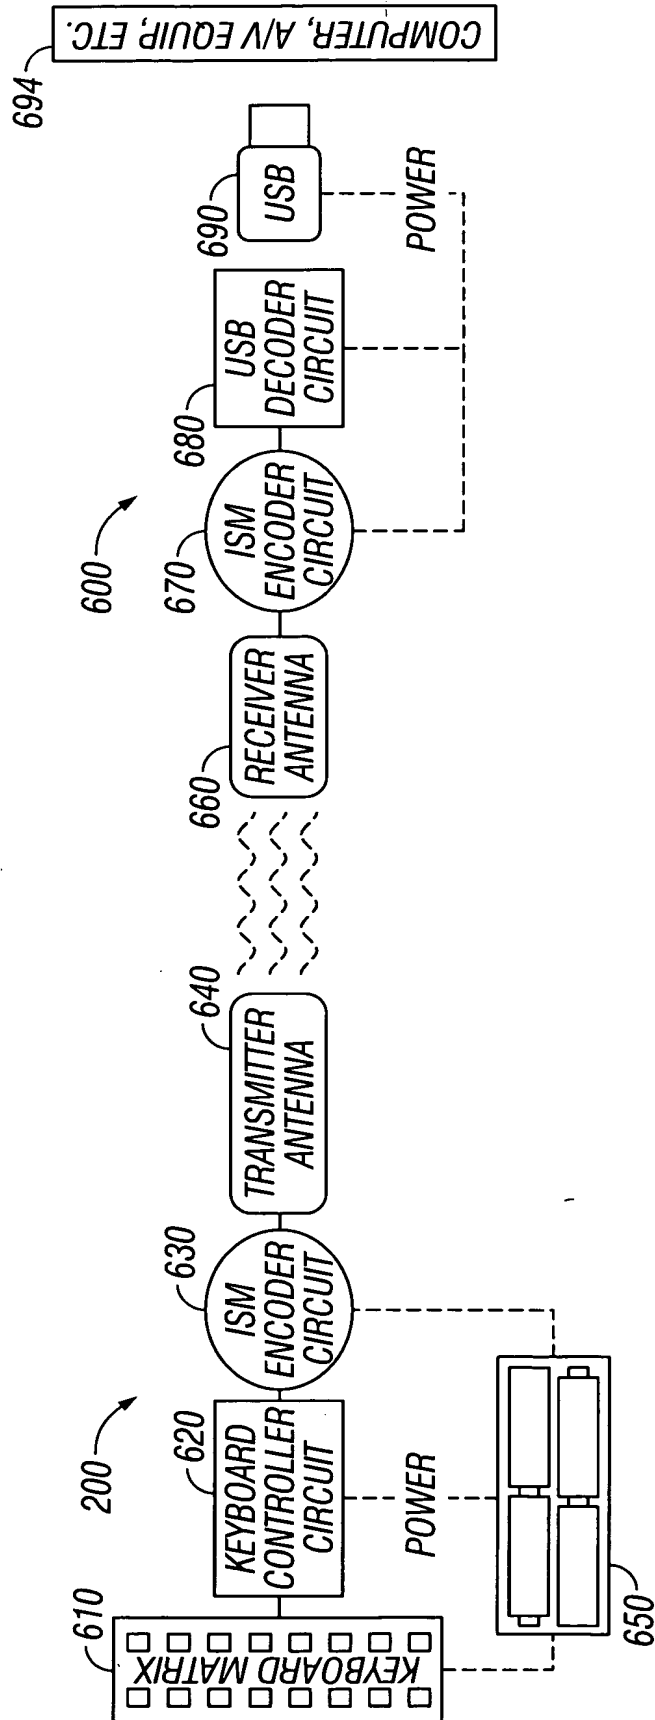 200
610
KEYBOARD MATRIX
620
KEYBOARD
CONTROLLER
CIRCUIT
630
ISM
ENCODER
CIRCUIT
640
TRANSMITTER
ANTENNA
POWER
650
600
660
RECEIVER
ANTENNA
670
ISM
ENCODER
CIRCUIT
680
USB
DECODER
CIRCUIT
690
USB
POWER
694
COMPUTER, A/V EQUIP, ETC.